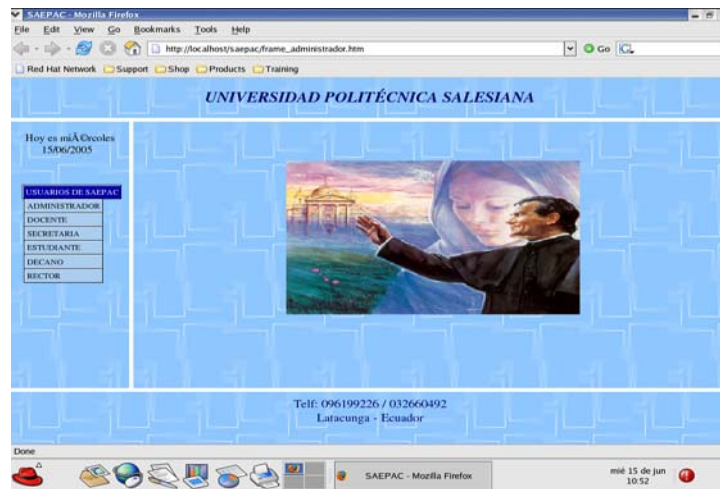 SAEPAC - Mozilla Firefox
File Edit View Go Bookmarks Tools Help
http://localhost/saepac/frame_administrador.htm
Go
Red Hat Network Support Shop Products Training
UNIVERSIDAD POLITÉCNICA SALESIANA
Hoy es miÃ©rcoles
15/06/2005
USUARIOS DE SAEPAC
ADMINISTRADOR
DOCENTE
SECRETARIA
ESTUDIANTE
DECANO
RECTOR
Telf: 096199226 / 032660492
Latacunga - Ecuador
Done
SAEPAC - Mozilla Firefox
mié 15 de jun
10:52